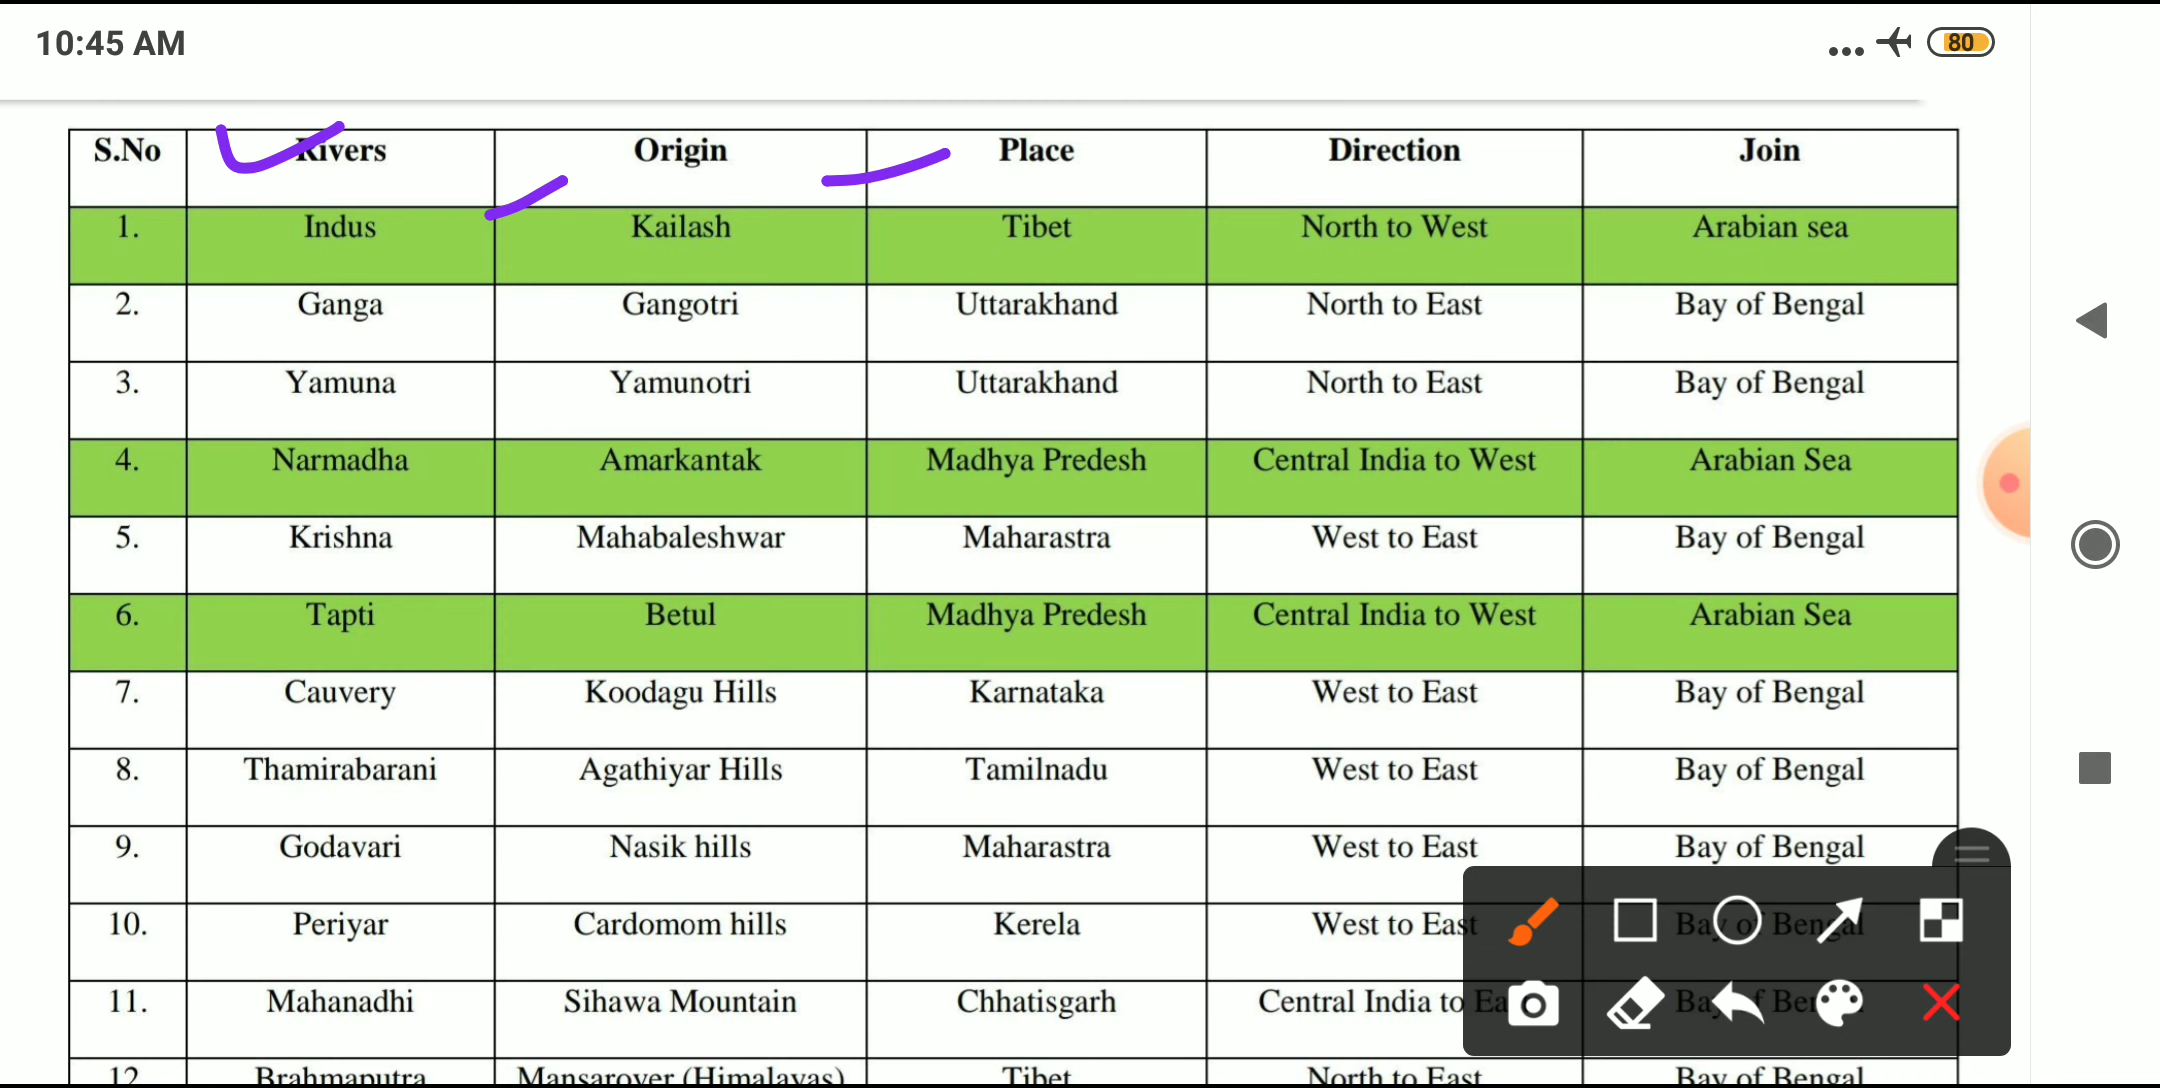 10:45 AM
80
S.No Rivers Origin Place Direction Join
1. Indus Kailash Tibet North to West Arabian sea
2. Ganga Gangotri Uttarakhand North to East Bay of Bengal
3. Yamuna Yamunotri Uttarakhand North to East Bay of Bengal
4. Narmadha Amarkantak Madhya Predesh Central India to West Arabian Sea
5. Krishna Mahabaleshwar Maharastra West to East Bay of Bengal
6. Tapti Betul Madhya Predesh Central India to West Arabian Sea
7. Cauvery Koodagu Hills Karnataka West to East Bay of Bengal
8. Thamirabarani Agathiyar Hills Tamilnadu West to East Bay of Bengal
9. Godavari Nasik hills Maharastra West to East Bay of Bengal
10. Periyar Cardomom hills Kerela West to East Bay of Bengal
11. Mahanadhi Sihawa Mountain Chhatisgarh Central India to
12 Brahmaputra Mansarover (Himalayas) Tibet North to East Bay of Bengal